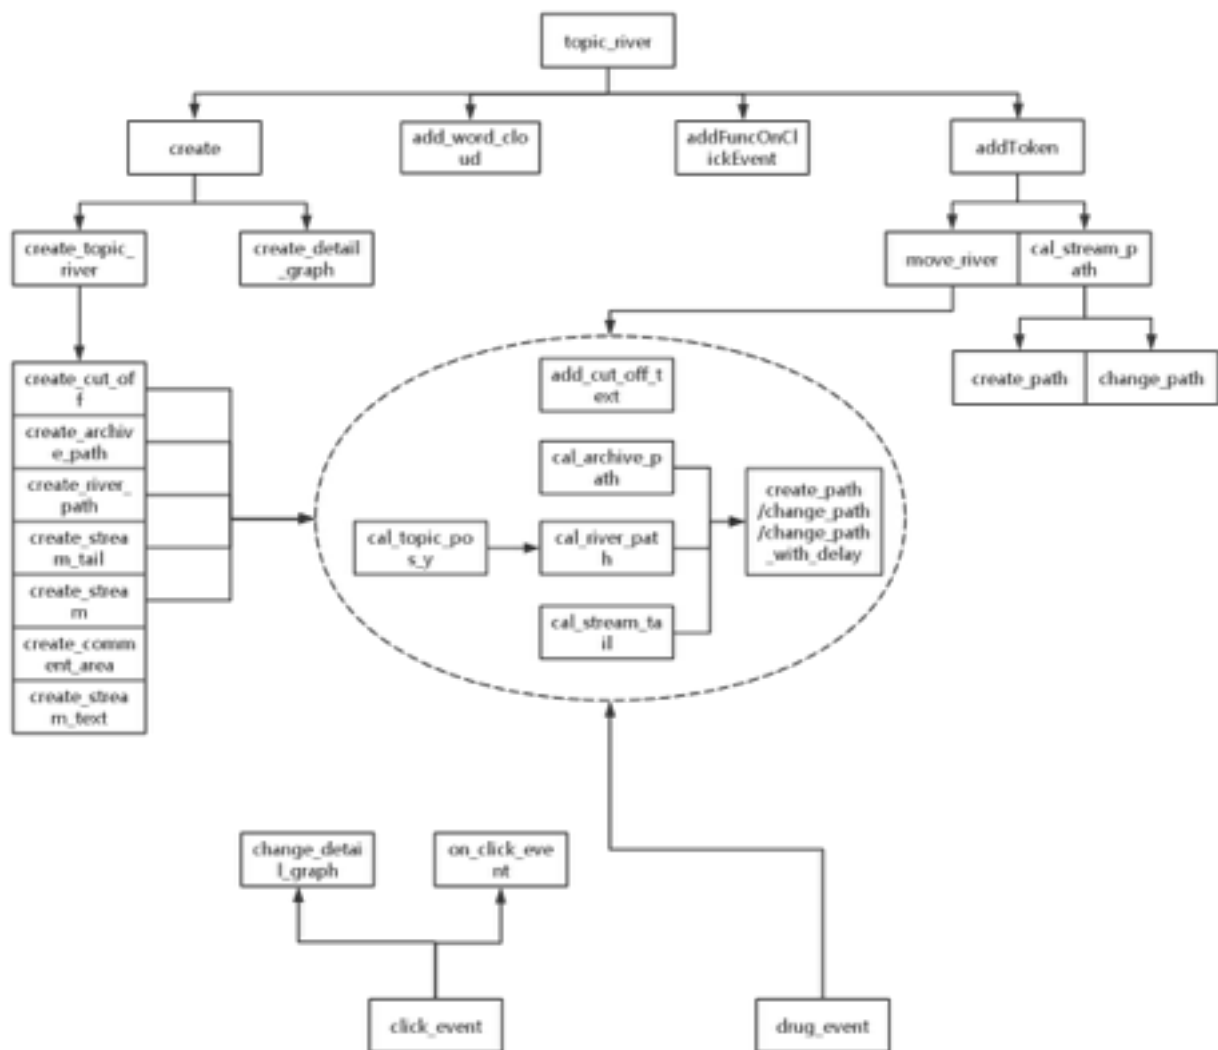 topic_river
create
add_word_clo
ud
addFuncOnCl
ickEvent
addToken
create_topic_
river
create_detail
_graph
move_river
cal_stream_p
ath
create_path
change_path
create_cut_of
f
create_archiv
e_path
create_river_
path
create_strea
m_tail
create_strea
m
create_comm
ent_area
create_strea
m_text
add_cut_off_t
ext
cal_archive_p
ath
cal_topic_po
s_y
cal_river_pat
h
cal_stream_ta
il
create_path
/change_path
/change_path
_with_delay
change_detai
l_graph
on_click_eve
nt
click_event
drug_event